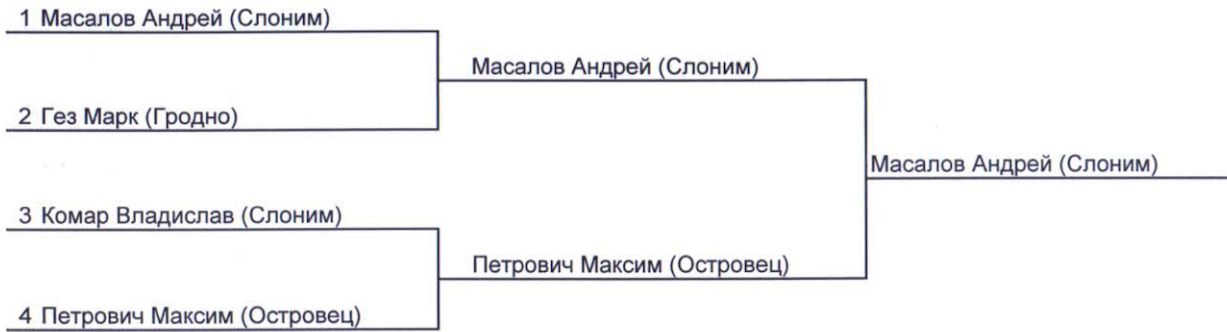 1 Масалов Андрей (Слоним)
Масалов Андрей (Слоним)
2 Гез Марк (Гродно)
Масалов Андрей (Слоним)
3 Комар Владислав (Слоним)
Петрович Максим (Островец)
4 Петрович Максим (Островец)